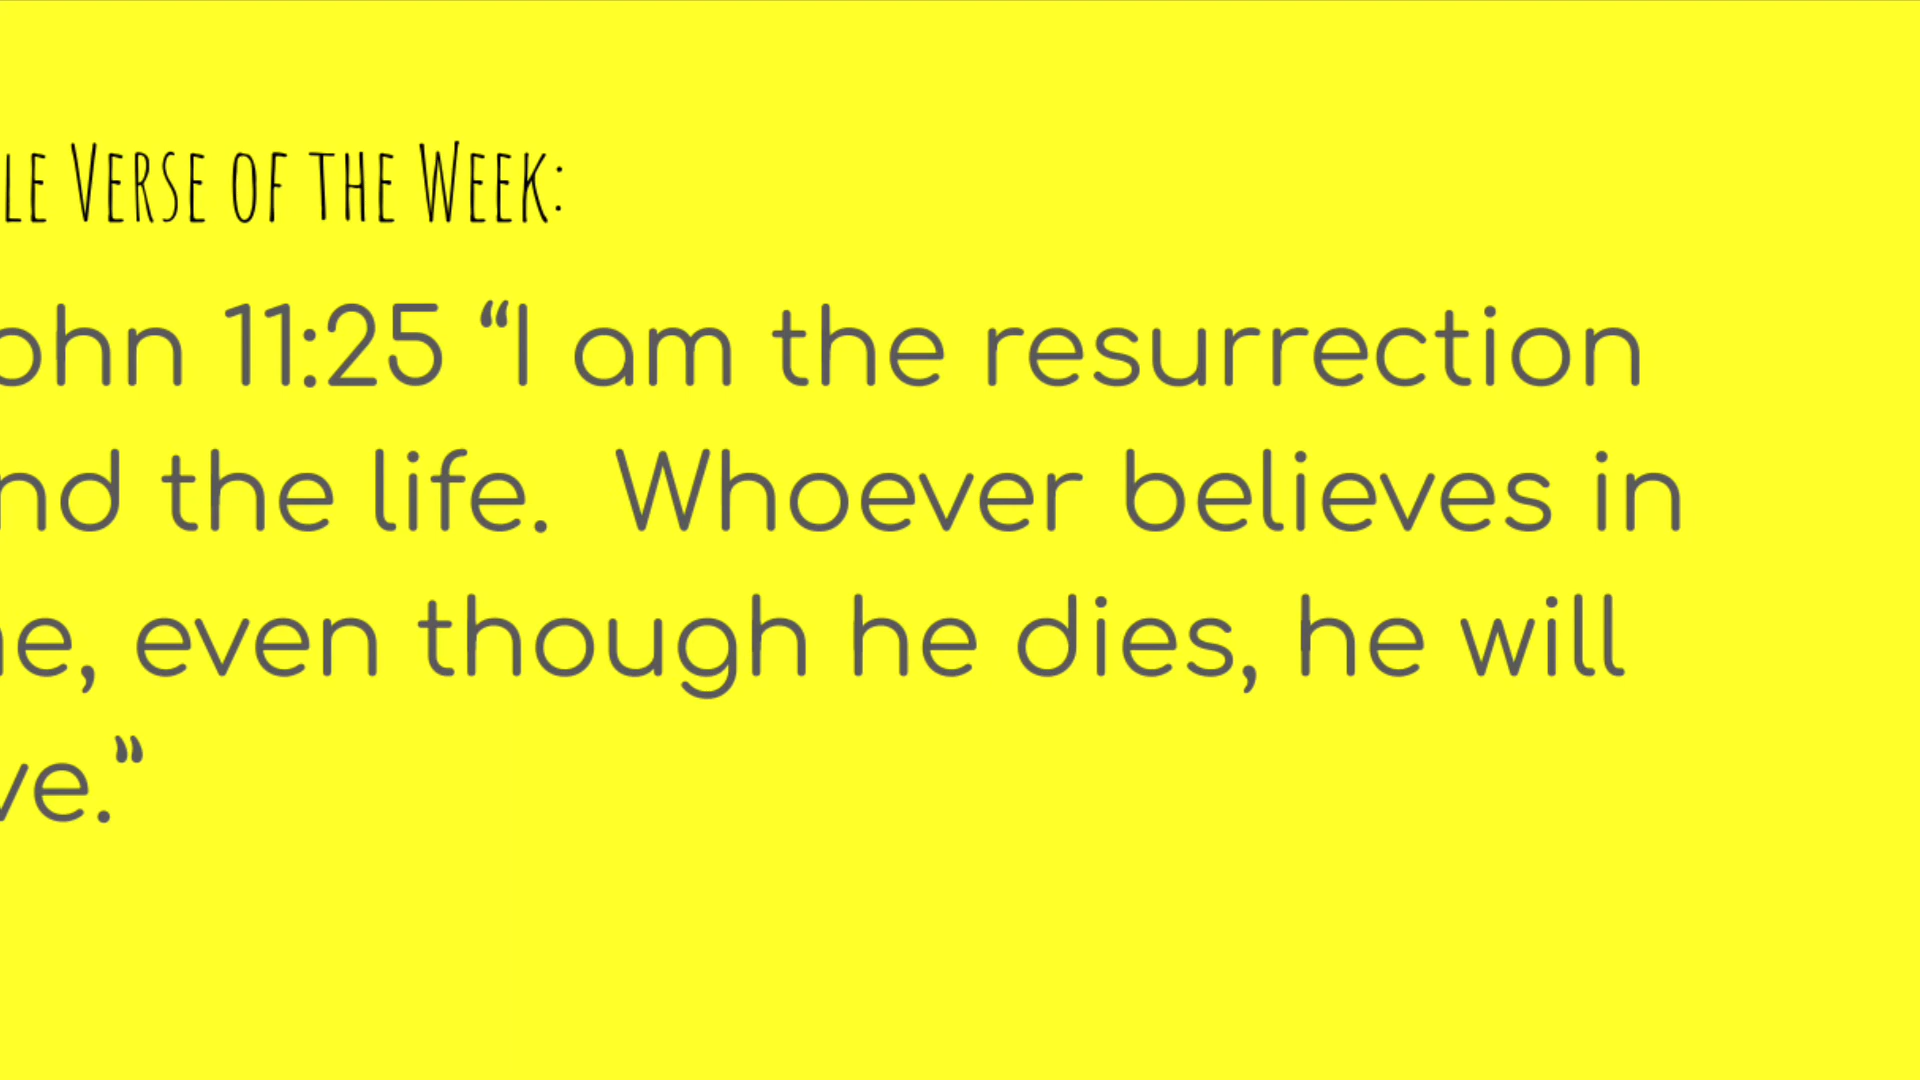 le Verse of the Week:
ohn 11:25 “I am the resurrection
nd the life.  Whoever believes in
e, even though he dies, he will
ve.”